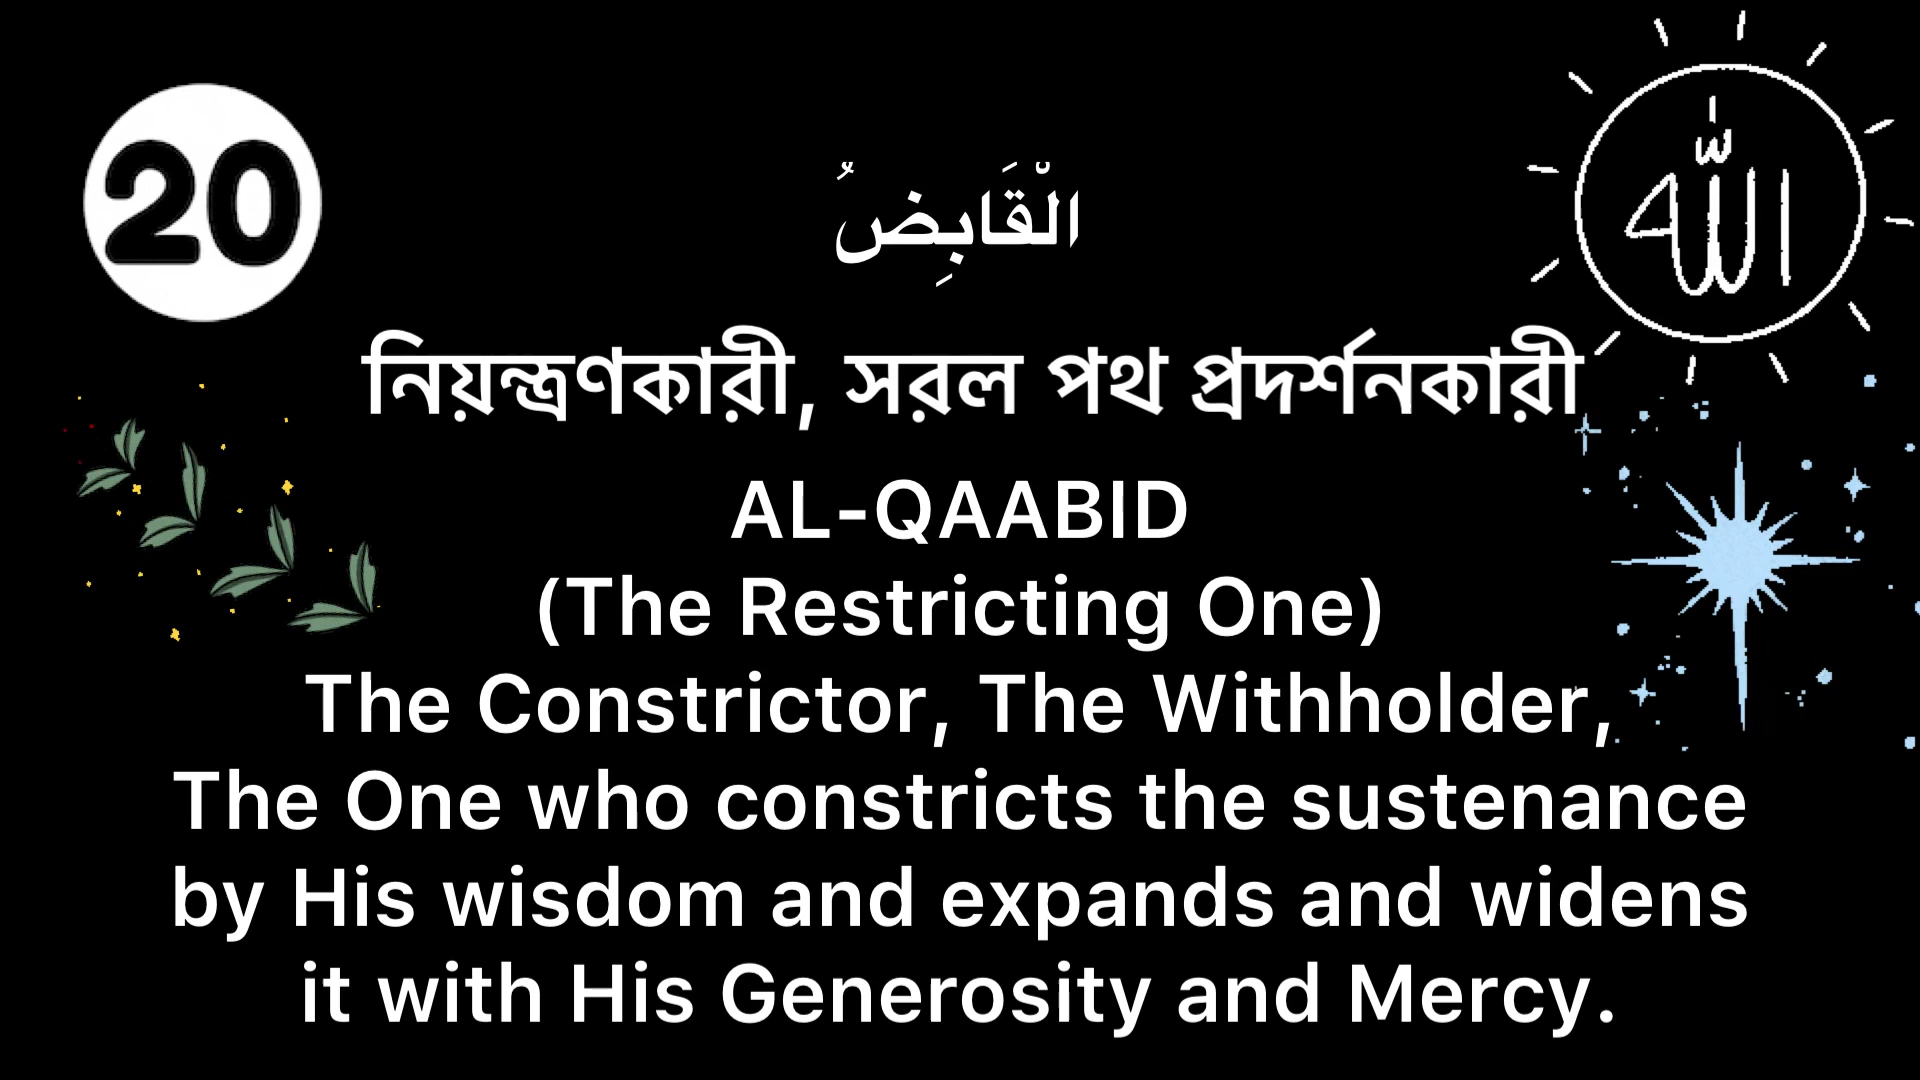 20
الله
الْقَابِضُ
নিয়ন্ত্রণকারী, সরল পথ প্রদর্শনকারী
AL-QAABID
(The Restricting One)
The Constrictor, The Withholder,
The One who constricts the sustenance
by His wisdom and expands and widens
it with His Generosity and Mercy.